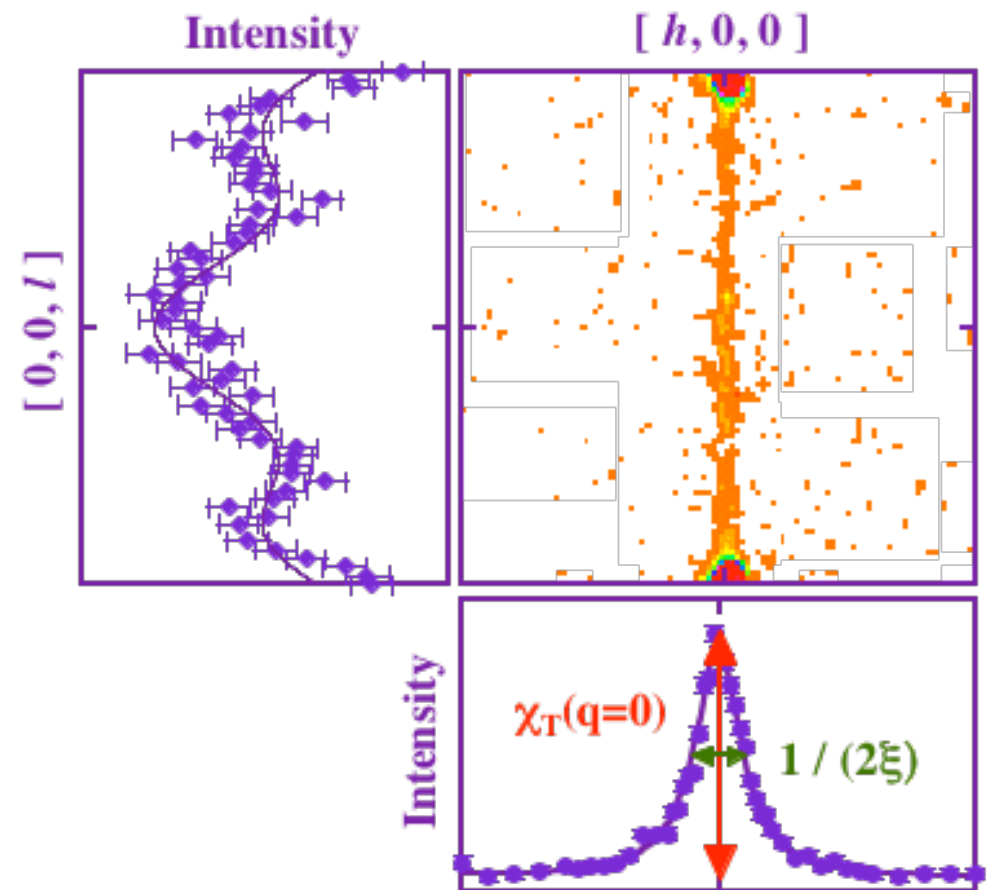 Intensity
[ h, 0, 0 ]
[ 0, 0, l ]
Intensity
χT(q=0)
1 / (2ξ)